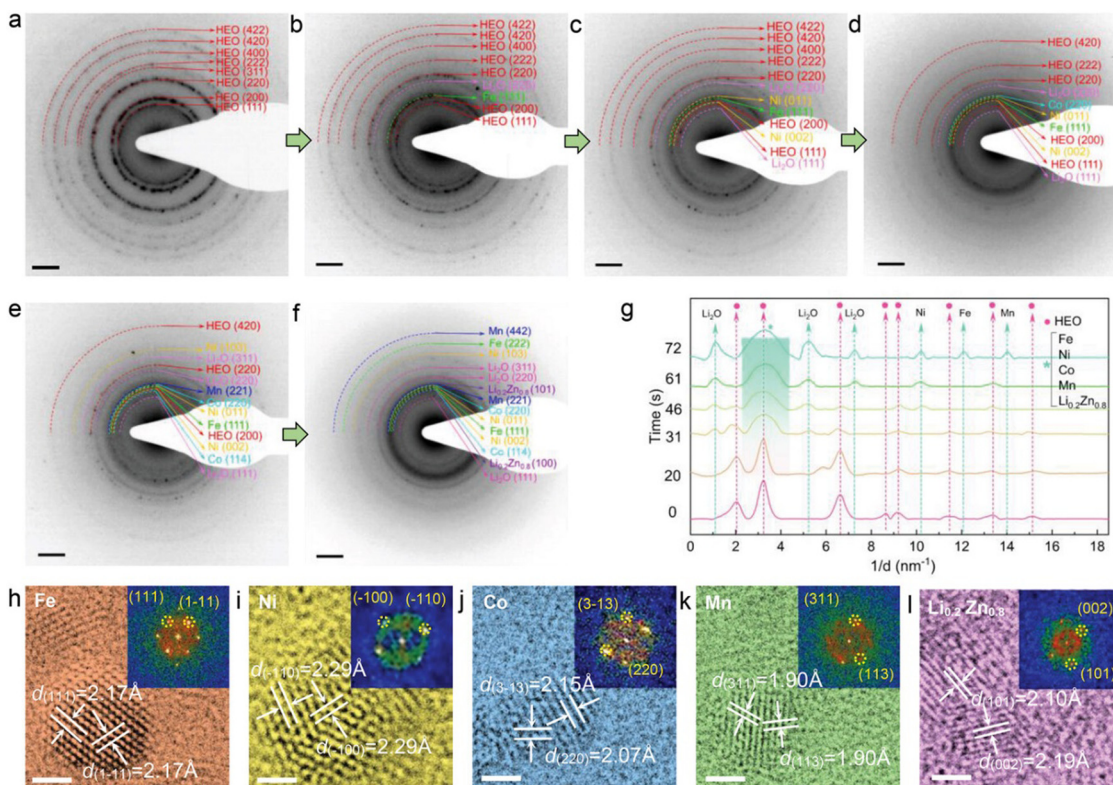 a
HEO (422)
HEO (420)
HEO (400)
HEO (222)
HEO (311)
HEO (220)
HEO (200)
HEO (111)
b
HEO (422)
HEO (420)
HEO (400)
HEO (222)
HEO (220)
HEO (200)
HEO (111)
c
HEO (422)
HEO (420)
HEO (400)
HEO (222)
HEO (220)
Ni (011)
Fe (111)
HEO (200)
Ni (002)
HEO (111)
Li₂O (111)
d
HEO (420)
HEO (222)
HEO (220)
Co (220)
Ni (011)
Fe (111)
HEO (200)
Ni (002)
HEO (111)
Li₂O (111)
e
HEO (420)
Li₂O (311)
HEO (220)
Li₂O (220)
Mn (221)
Co (220)
Ni (011)
Fe (111)
HEO (200)
Ni (002)
Co (114)
Li₂O (111)
f
Mn (442)
Fe (222)
Ni (103)
Li₂O (311)
Li₂O (220)
Li₀.₂Zn₀.₈(101)
Mn (221)
Co (220)
Ni (011)
Fe (111)
Ni (002)
Co (114)
Li₀.₂Zn₀.₈(100)
Li₂O (111)
g
Li₂O
*
Li₂O
Li₂O
Ni
Fe
Mn
HEO
Fe
Ni
* Co
Mn
Li₀.₂Zn₀.₈
Time (s)
72
61
46
31
20
0
0 2 4 6 8 10 12 14 16 18
1/d (nm⁻¹)
h Fe
(111)
(1-11)
d(111)=2.17Å
d(1-11)=2.17Å
i Ni
(-100)
(-110)
d(-110)=2.29Å
d(-100)=2.29Å
j Co
(3-13)
(220)
d(3-13)=2.15Å
d(220)=2.07Å
k Mn
(311)
(113)
d(311)=1.90Å
d(113)=1.90Å
l Li₀.₂ Zn₀.₈
(002)
(101)
d(101)=2.10Å
d(002)=2.19Å